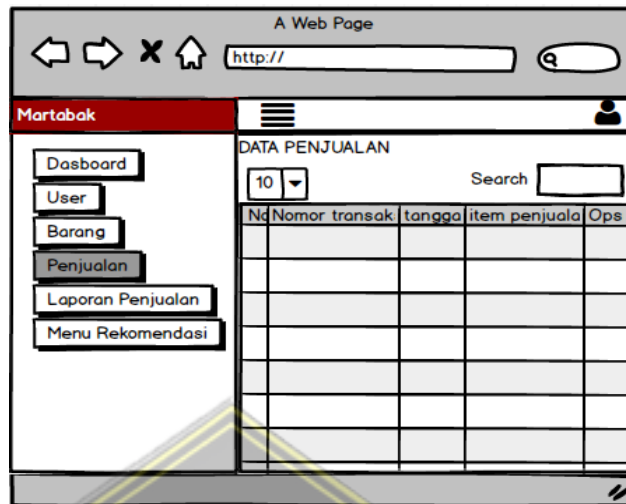 A Web Page
http://
Martabak
DATA PENJUALAN
Dasboard
User
Barang
Penjualan
Laporan Penjualan
Menu Rekomendasi
10
Search
No Nomor transak tangga item penjuala Ops